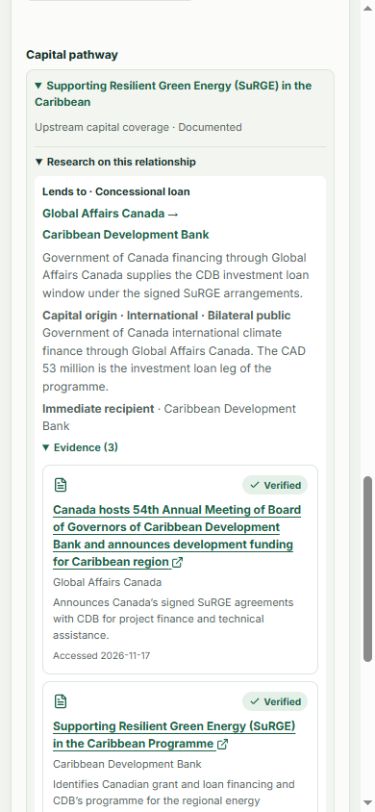 Capital pathway
▼ Supporting Resilient Green Energy (SuRGE) in the
Caribbean
Upstream capital coverage · Documented
▼ Research on this relationship
Lends to · Concessional loan
Global Affairs Canada →
Caribbean Development Bank
Government of Canada financing through Global
Affairs Canada supplies the CDB investment loan
window under the signed SuRGE arrangements.
Capital origin · International · Bilateral public
Government of Canada international climate
finance through Global Affairs Canada. The CAD
53 million is the investment loan leg of the
programme.
Immediate recipient · Caribbean Development
Bank
▼ Evidence (3)
✓ Verified
Canada hosts 54th Annual Meeting of Board
of Governors of Caribbean Development
Bank and announces development funding
for Caribbean region
Global Affairs Canada
Announces Canada's signed SuRGE agreements
with CDB for project finance and technical
assistance.
Accessed 2026-11-17
✓ Verified
Supporting Resilient Green Energy (SuRGE)
in the Caribbean Programme
Caribbean Development Bank
Identifies Canadian grant and loan financing and
CDB's programme for the regional energy